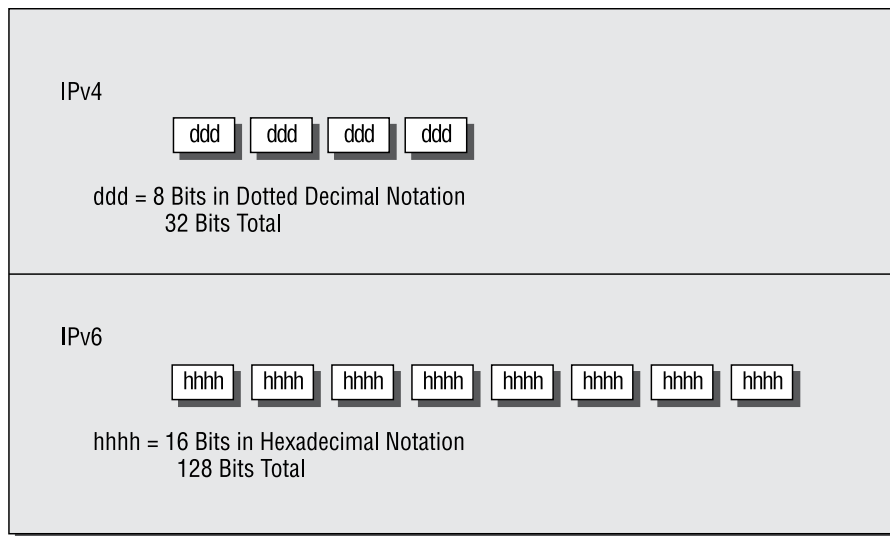 IPv4
ddd ddd ddd ddd
ddd = 8 Bits in Dotted Decimal Notation
32 Bits Total
IPv6
hhhh hhhh hhhh hhhh hhhh hhhh hhhh hhhh
hhhh = 16 Bits in Hexadecimal Notation
128 Bits Total